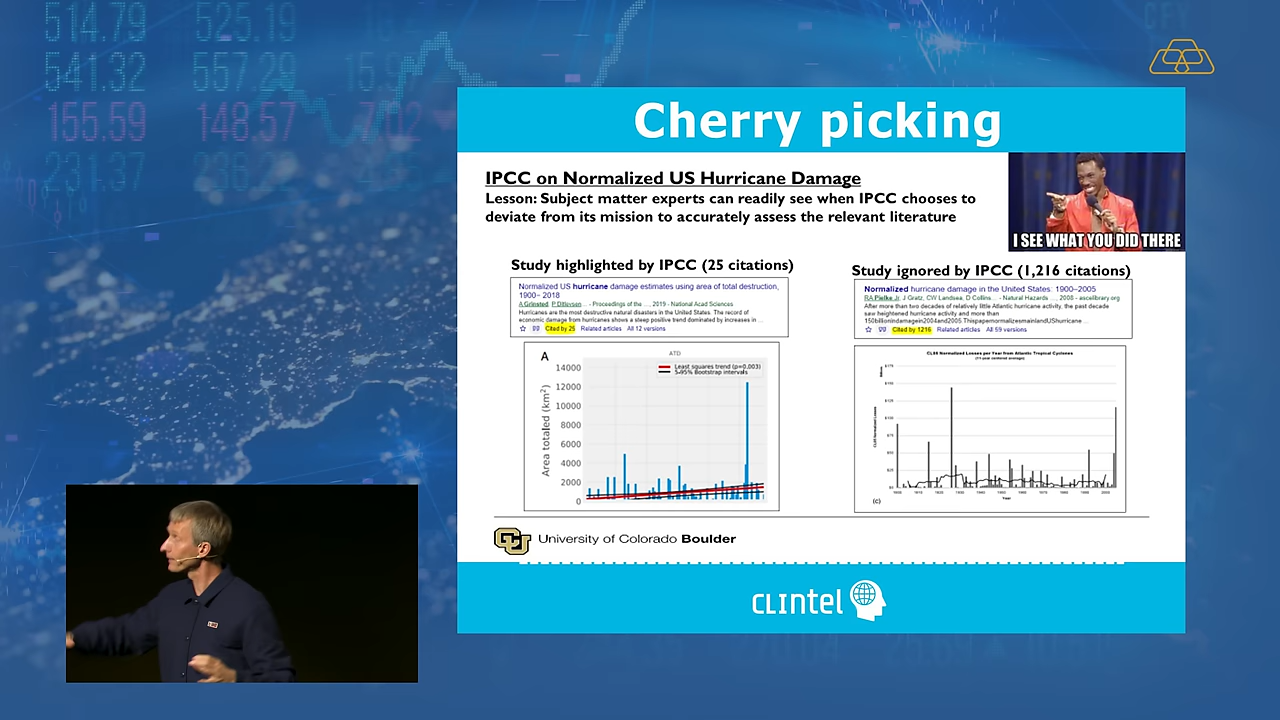 514.79 525.19
541.32 557.29 15.9
155.59 148.57
231.37
Cherry picking
IPCC on Normalized US Hurricane Damage
Lesson: Subject matter experts can readily see when IPCC chooses to
deviate from its mission to accurately assess the relevant literature
I SEE WHAT YOU DID THERE
Study highlighted by IPCC (25 citations)
Normalized US hurricane damage estimates using area of total destruction,
1900– 2018
A Grinsted, P Ditlevsen ... - Proceedings of the ..., 2019 - National Acad Sciences
Hurricanes are the most destructive natural disasters in the United States. The record of
economic damage from hurricanes shows a steep positive trend dominated by increases in ...
Cited by 25 Related articles All 12 versions
A
ATD
Least squares trend (p=0.003)
5-95% Bootstrap intervals
Area totaled (km²)
14000
12000
10000
8000
6000
4000
2000
0
Study ignored by IPCC (1,216 citations)
Normalized hurricane damage in the United States: 1900–2005
RA Pielke Jr, J Gratz, CW Landsea, D Collins... - Natural Hazards ..., 2008 - ascelibrary.org
After more than two decades of relatively little Atlantic hurricane activity, the past decade
saw heightened hurricane activity and more than
150billionindamagein2004and2005.ThispapernormalizesmainlandUShurricane ...
Cited by 1216 Related articles All 59 versions
CL05 Normalized Losses per Year from Atlantic Tropical Cyclones
(11-year centered average)
Year
(c)
University of Colorado Boulder
CLINTEL